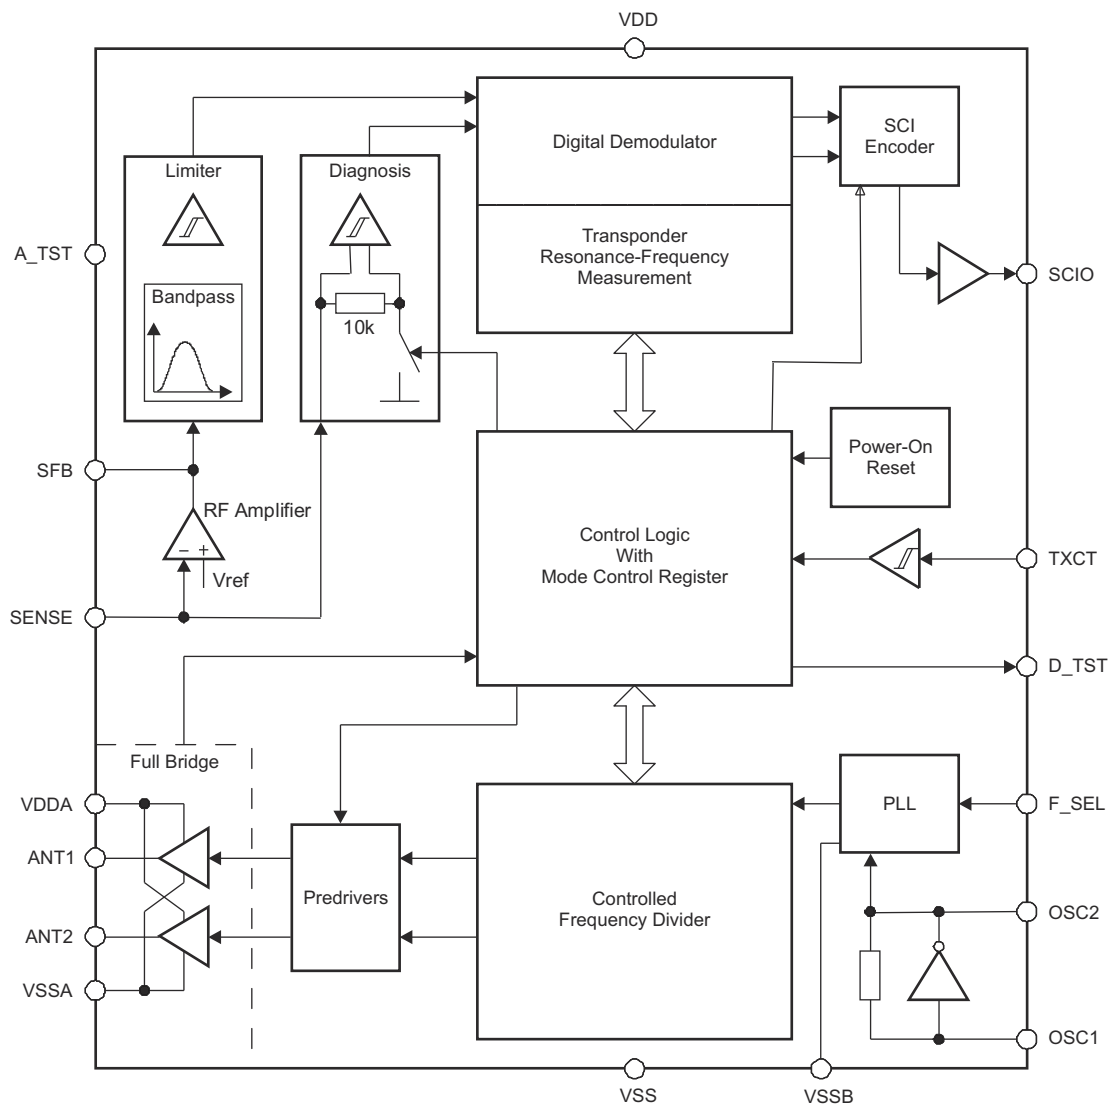 VDD
Digital Demodulator
SCI
Encoder
Limiter
Diagnosis
A_TST
Transponder
Resonance-Frequency
Measurement
SCIO
Bandpass
10k
Power-On
Reset
SFB
RF Amplifier
Control Logic
With
Mode Control Register
− +
Vref
TXCT
SENSE
D_TST
Full Bridge
VDDA
PLL
F_SEL
ANT1
Predrivers
Controlled
Frequency Divider
OSC2
ANT2
VSSA
OSC1
VSS
VSSB